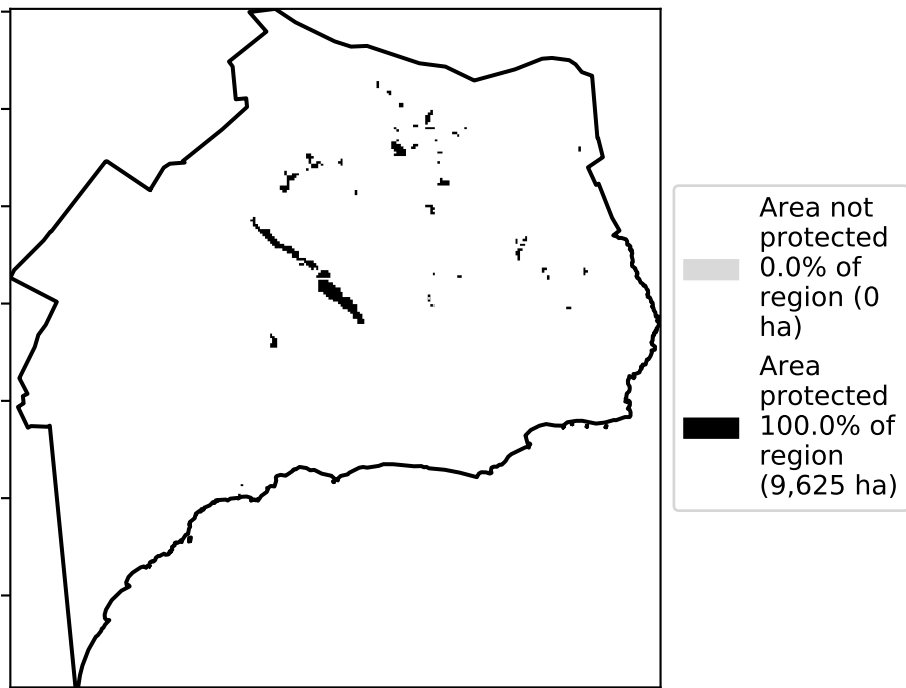 Area not
protected
0.0% of
region (0
ha)
Area
protected
100.0% of
region
(9,625 ha)